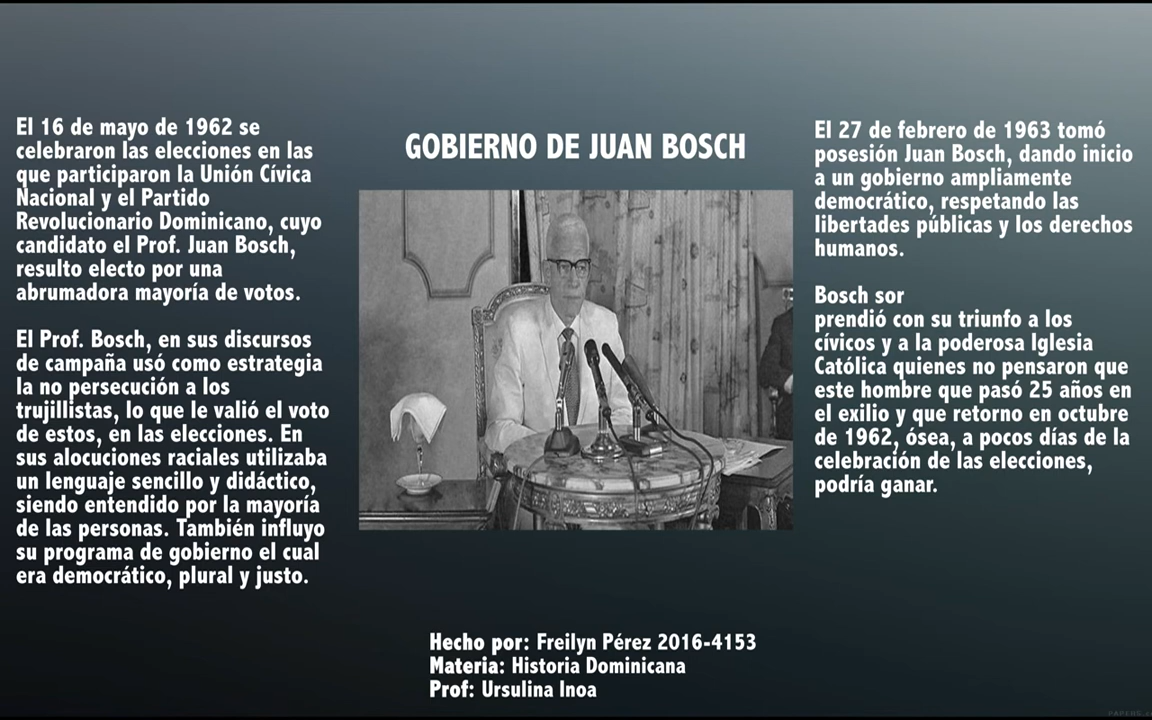 GOBIERNO DE JUAN BOSCH
El 16 de mayo de 1962 se
celebraron las elecciones en las
que participaron la Unión Cívica
Nacional y el Partido
Revolucionario Dominicano, cuyo
candidato el Prof. Juan Bosch,
resulto electo por una
abrumadora mayoría de votos.
El Prof. Bosch, en sus discursos
de campaña usó como estrategia
la no persecución a los
trujillistas, lo que le valió el voto
de estos, en las elecciones. En
sus alocuciones raciales utilizaba
un lenguaje sencillo y didáctico,
siendo entendido por la mayoría
de las personas. También influyo
su programa de gobierno el cual
era democrático, plural y justo.
El 27 de febrero de 1963 tomó
posesión Juan Bosch, dando inicio
a un gobierno ampliamente
democrático, respetando las
libertades públicas y los derechos
humanos.
Bosch sor
prendió con su triunfo a los
cívicos y a la poderosa Iglesia
Católica quienes no pensaron que
este hombre que pasó 25 años en
el exilio y que retorno en octubre
de 1962, ósea, a pocos días de la
celebración de las elecciones,
podría ganar.
Hecho por: Freilyn Pérez 2016-4153
Materia: Historia Dominicana
Prof: Ursulina Inoa